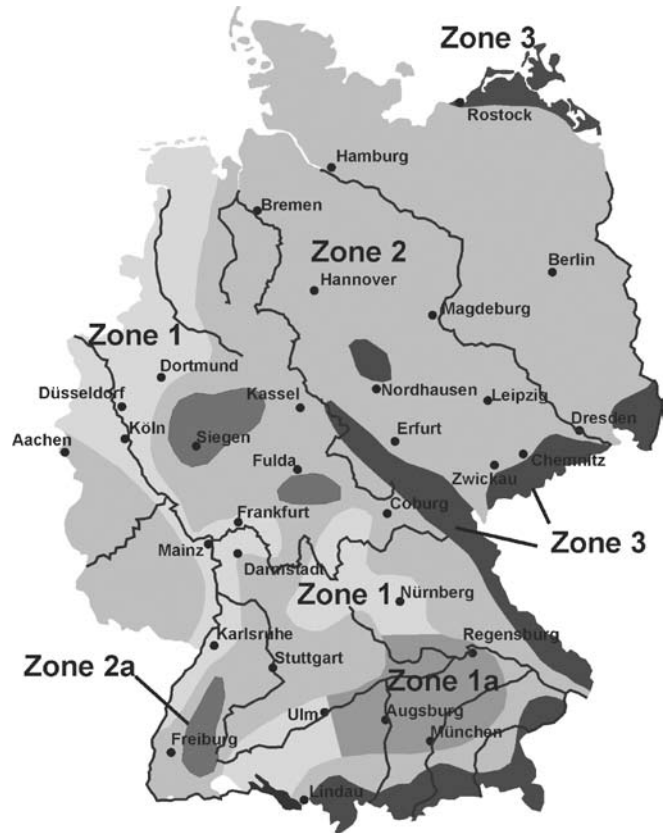 Zone 3
Rostock
Hamburg
Bremen
Zone 2
Berlin
Hannover
Magdeburg
Zone 1
Dortmund
Nordhausen
Leipzig
Düsseldorf
Kassel
Dresden
Köln
Siegen
Erfurt
Aachen
Chemnitz
Zwickau
Fulda
Coburg
Frankfurt
Zone 3
Mainz
Darmstadt
Zone 1
Nürnberg
Karlsruhe
Regensburg
Stuttgart
Zone 2a
Zone 1a
Ulm
Augsburg
Freiburg
München
Lindau